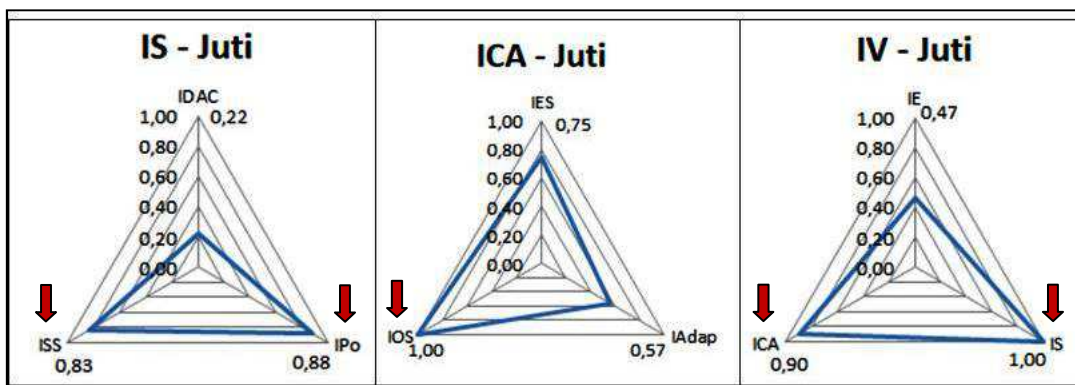 IS - Juti
IDAC
1,00
0,22
0,80
0,60
0,40
0,20
0,00
ISS
0,83
IPo
0,88
ICA - Juti
IES
1,00
0,75
0,80
0,60
0,40
0,20
0,00
IOS
1,00
IAdap
0,57
IV - Juti
IE
1,00
0,47
0,80
0,60
0,40
0,20
0,00
ICA
0,90
IS
1,00